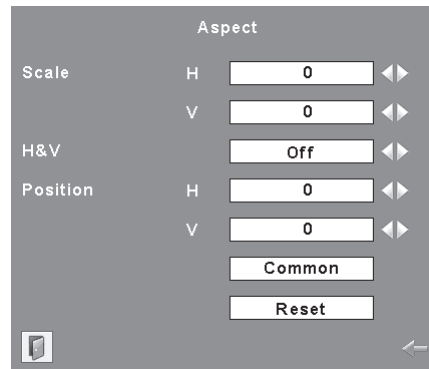 Aspect
Scale H 0
V 0
H&V Off
Position H 0
V 0
Common
Reset